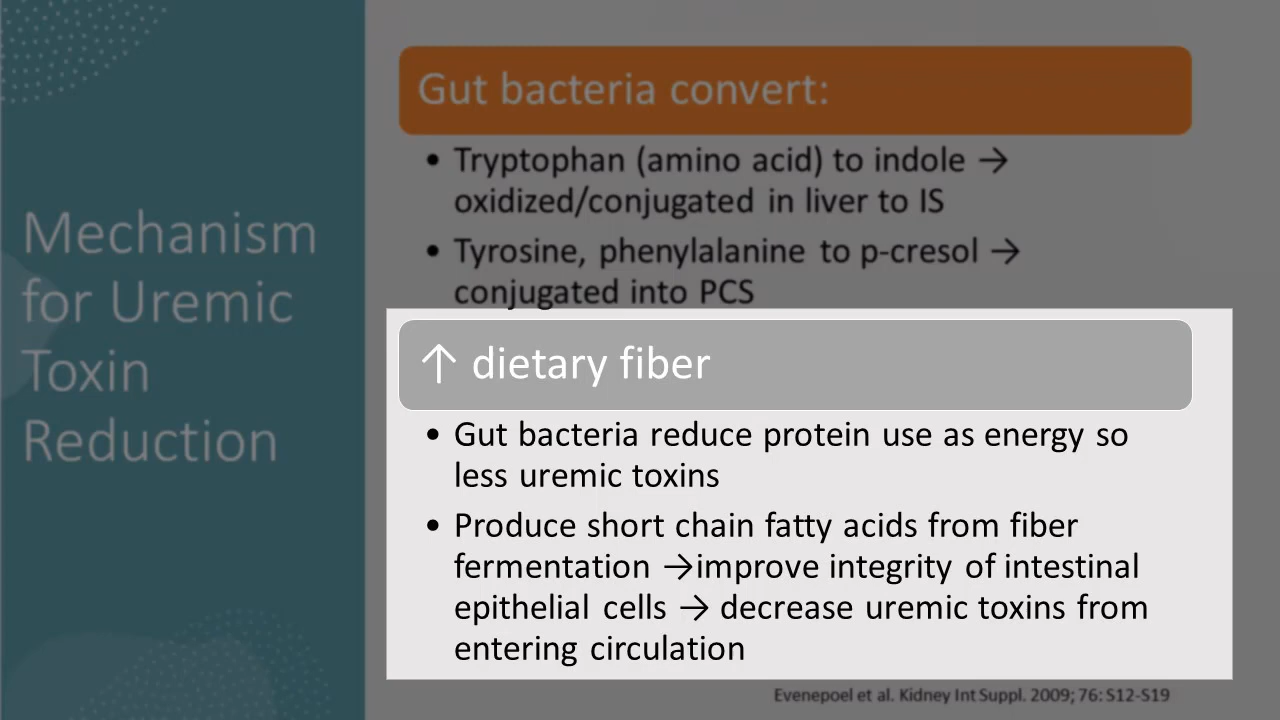 Mechanism
for Uremic
Toxin
Reduction
Gut bacteria convert:
• Tryptophan (amino acid) to indole →
oxidized/conjugated in liver to IS
• Tyrosine, phenylalanine to p-cresol →
conjugated into PCS
↑ dietary fiber
• Gut bacteria reduce protein use as energy so
less uremic toxins
• Produce short chain fatty acids from fiber
fermentation →improve integrity of intestinal
epithelial cells → decrease uremic toxins from
entering circulation
Evenepoel et al. Kidney Int Suppl. 2009; 76: S12-S19